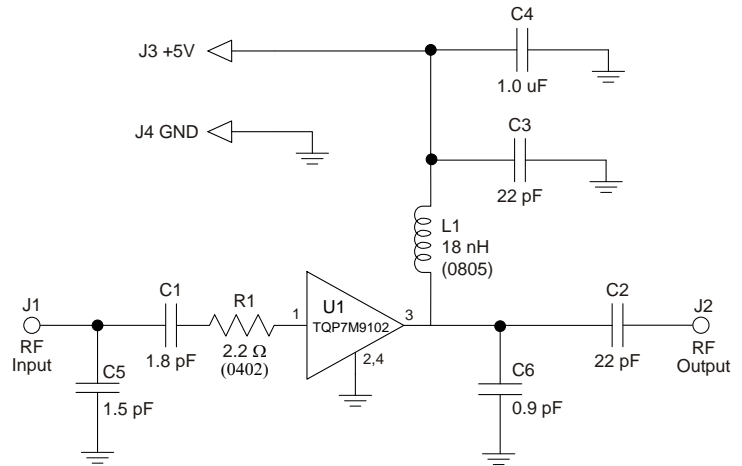 C4
J3 +5V
1.0 uF
C3
J4 GND
22 pF
L1
18 nH
(0805)
J1
C1
R1
1
U1
TQP7M9102
3
C2
J2
RF
Input
1.8 pF
2.2 Ω
(0402)
2,4
22 pF
RF
Output
C5
1.5 pF
C6
0.9 pF